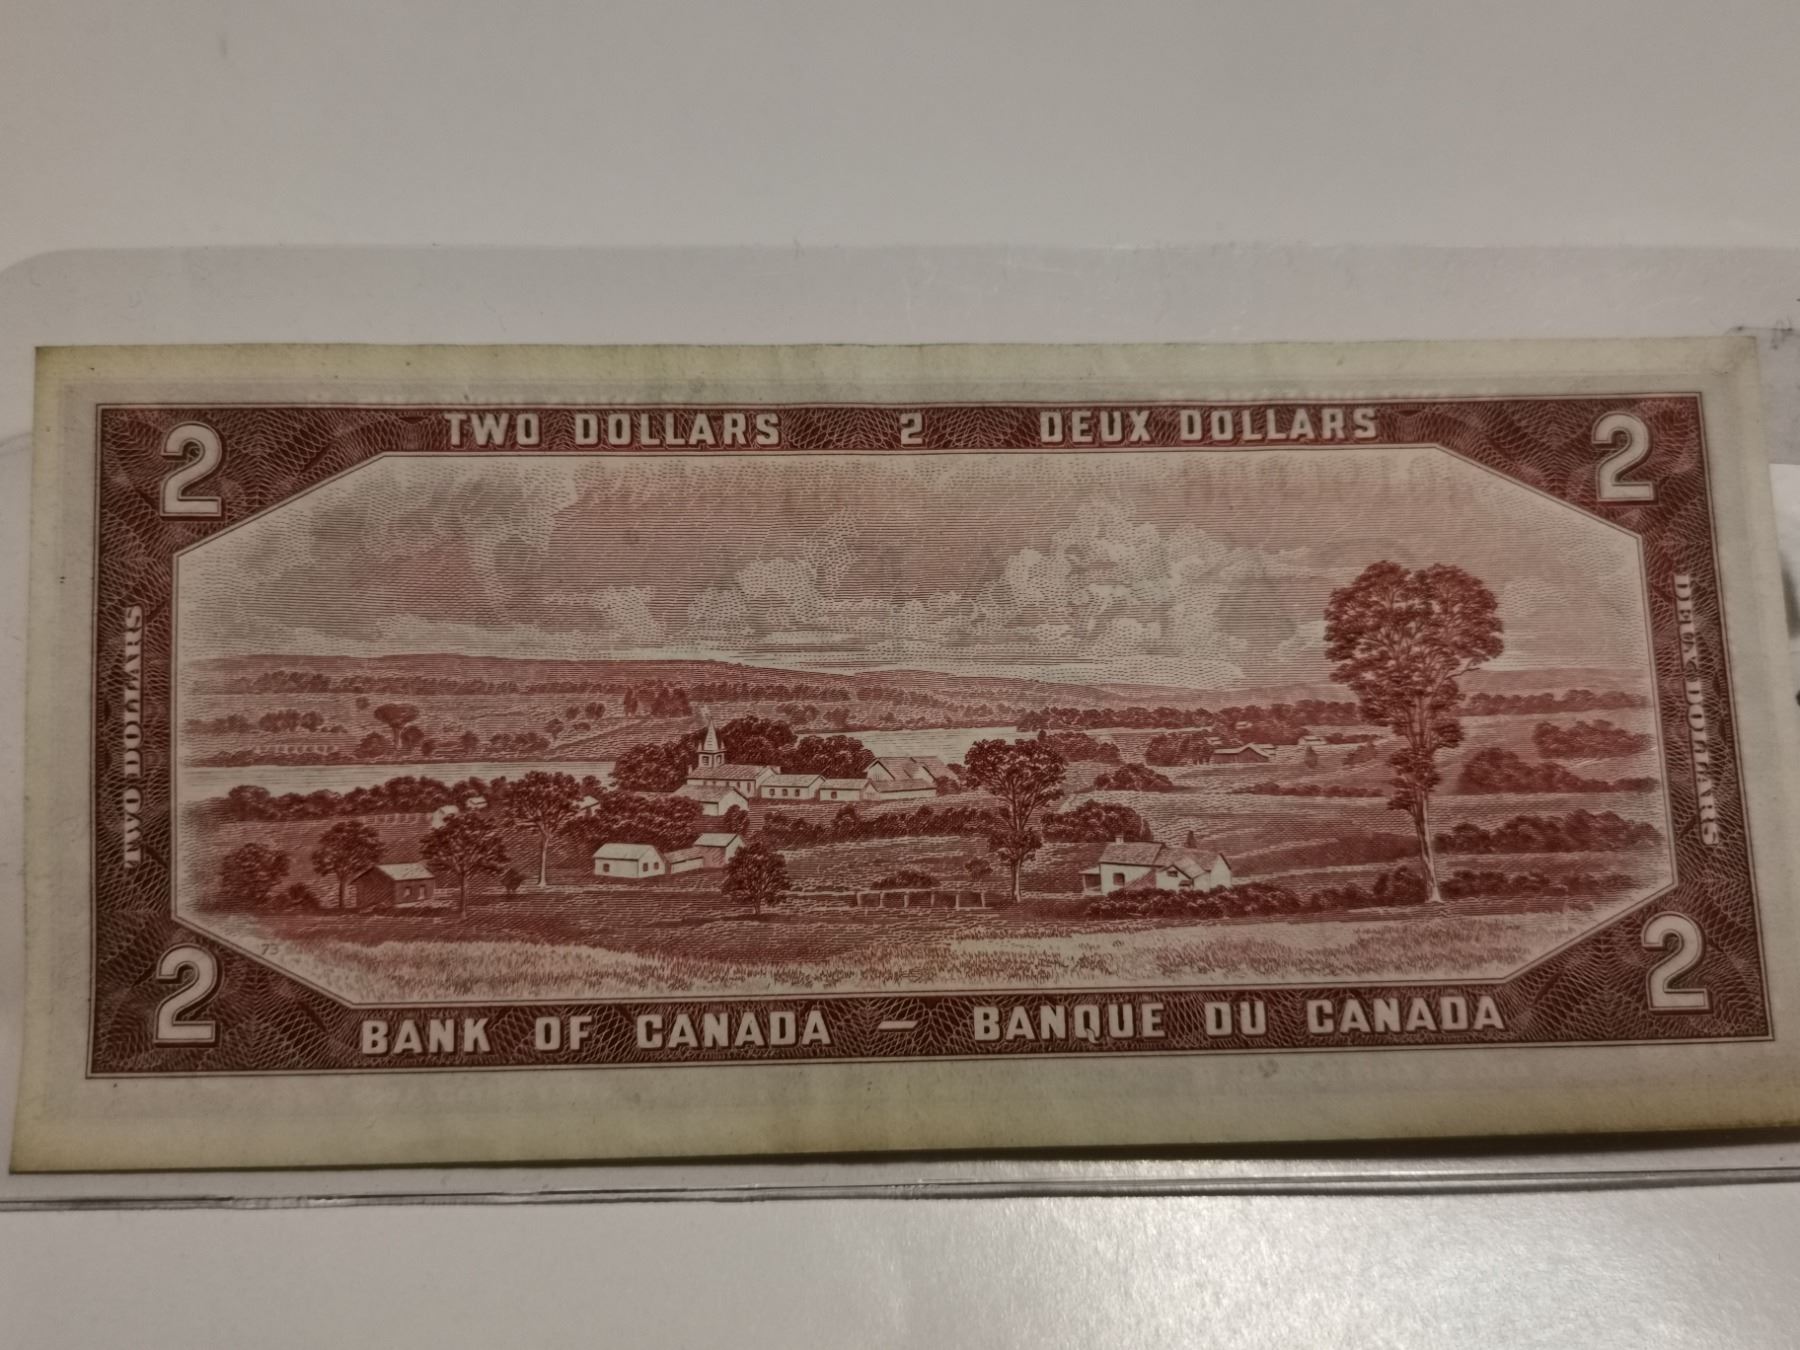 TWO DOLLARS 2 DEUX DOLLARS
2 2
TWO DOLLARS
DEUX DOLLARS
73
2 2
BANK OF CANADA — BANQUE DU CANADA